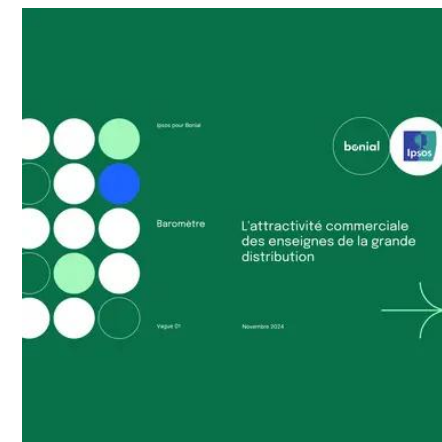 Ipsos pour Bonial
bonial
Ipsos
Baromètre
L'attractivité commerciale
des enseignes de la grande
distribution
Vague 01
Novembre 2024